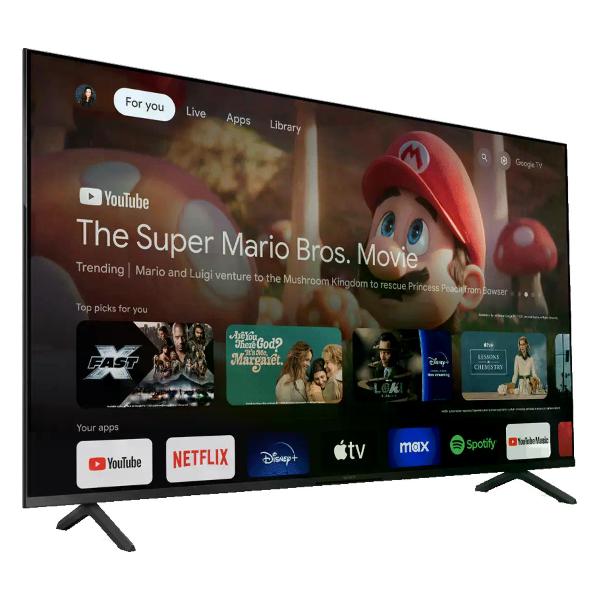 For you
Live
Apps
Library
Google TV
M
YouTube
The Super Mario Bros. Movie
Trending | Mario and Luigi venture to the Mushroom Kingdom to rescue Princess Peach from Bowser
Top picks for you
FAST X
Are You There God? It's Me, Margaret.
LOKI
Disney+
tv
LESSONS
in
CHEMISTRY
Your apps
YouTube
NETFLIX
Disney+
tv
max
Spotify
YouTube Music